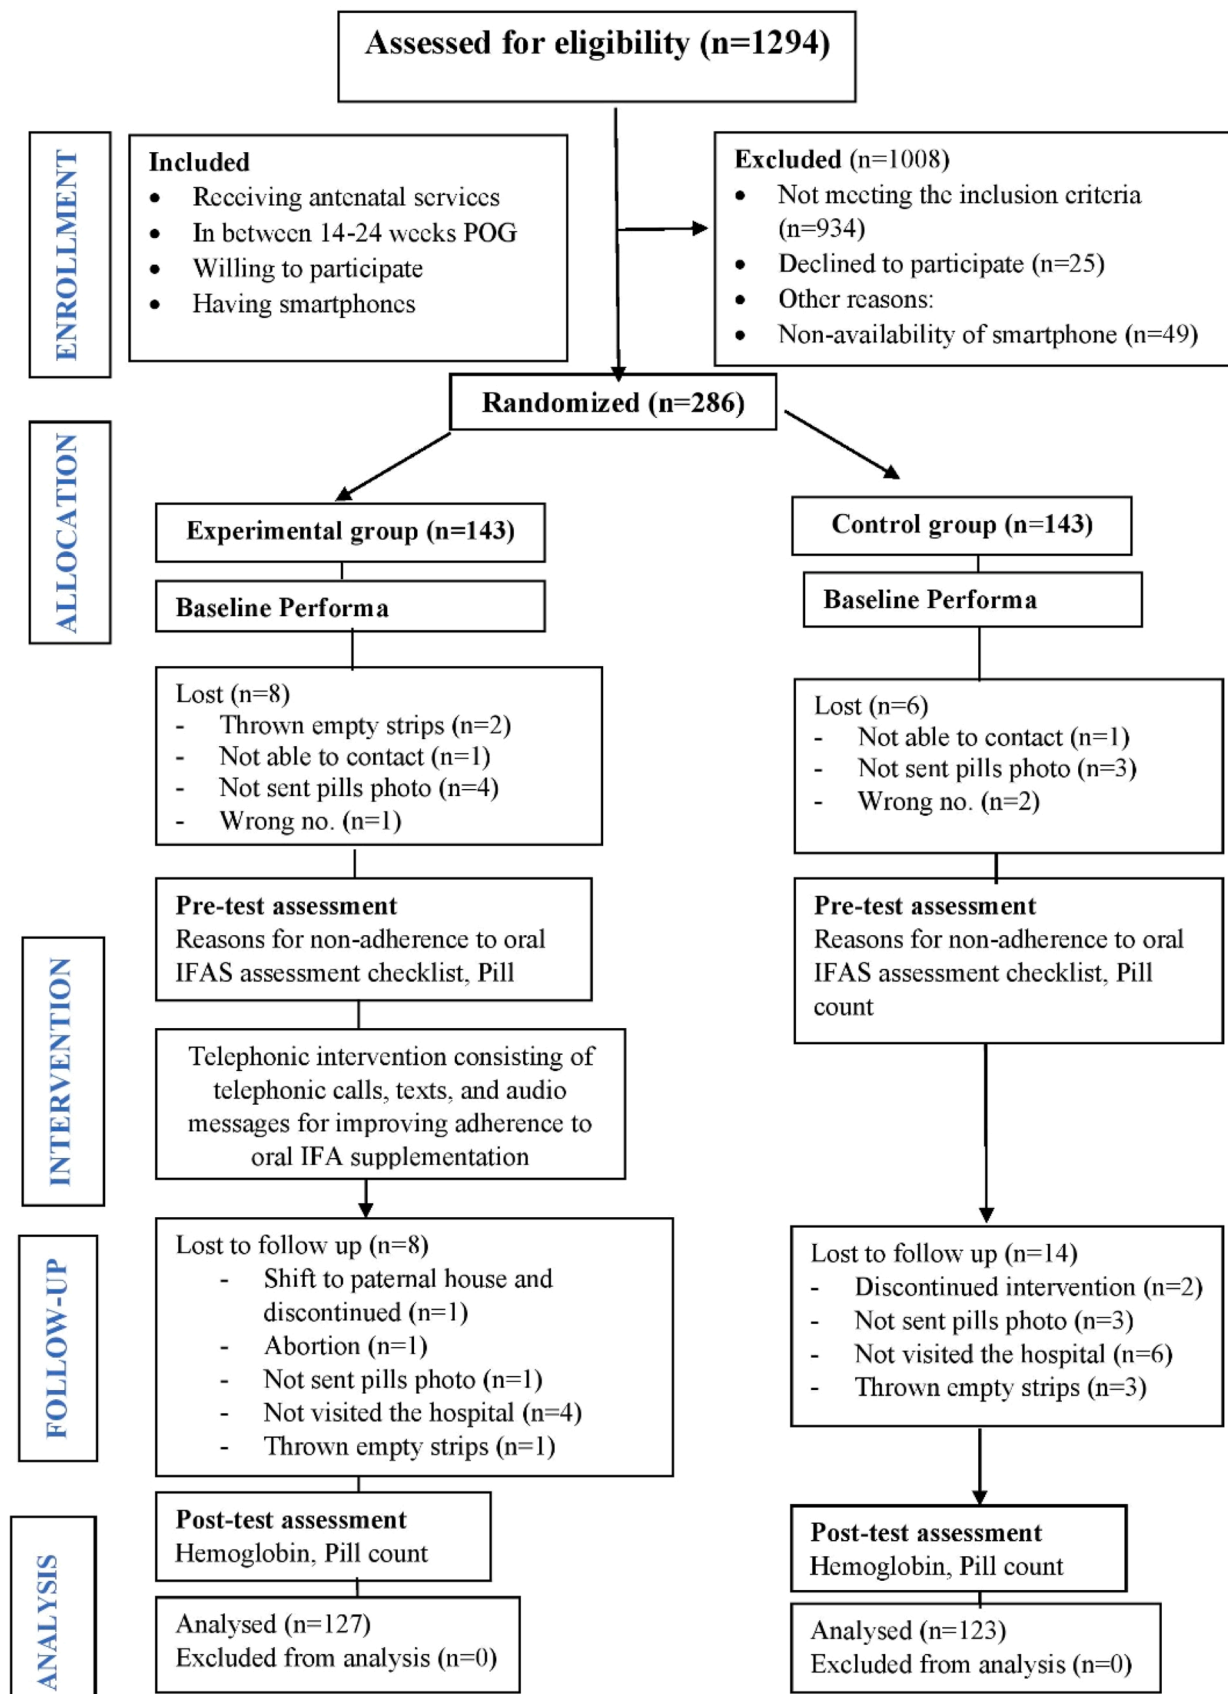 Assessed for eligibility (n=1294)
ENROLLMENT
Included
• Receiving antenatal services
• In between 14-24 weeks POG
• Willing to participate
• Having smartphones
Excluded (n=1008)
• Not meeting the inclusion criteria
(n=934)
• Declined to participate (n=25)
• Other reasons:
• Non-availability of smartphone (n=49)
Randomized (n=286)
ALLOCATION
Experimental group (n=143)
Control group (n=143)
Baseline Performa
Baseline Performa
Lost (n=8)
- Thrown empty strips (n=2)
- Not able to contact (n=1)
- Not sent pills photo (n=4)
- Wrong no. (n=1)
Lost (n=6)
- Not able to contact (n=1)
- Not sent pills photo (n=3)
- Wrong no. (n=2)
INTERVENTION
Pre-test assessment
Reasons for non-adherence to oral
IFAS assessment checklist, Pill
Pre-test assessment
Reasons for non-adherence to oral
IFAS assessment checklist, Pill
count
Telephonic intervention consisting of
telephonic calls, texts, and audio
messages for improving adherence to
oral IFA supplementation
FOLLOW-UP
Lost to follow up (n=8)
- Shift to paternal house and
discontinued (n=1)
- Abortion (n=1)
- Not sent pills photo (n=1)
- Not visited the hospital (n=4)
- Thrown empty strips (n=1)
Lost to follow up (n=14)
- Discontinued intervention (n=2)
- Not sent pills photo (n=3)
- Not visited the hospital (n=6)
- Thrown empty strips (n=3)
ANALYSIS
Post-test assessment
Hemoglobin, Pill count
Post-test assessment
Hemoglobin, Pill count
Analysed (n=127)
Excluded from analysis (n=0)
Analysed (n=123)
Excluded from analysis (n=0)